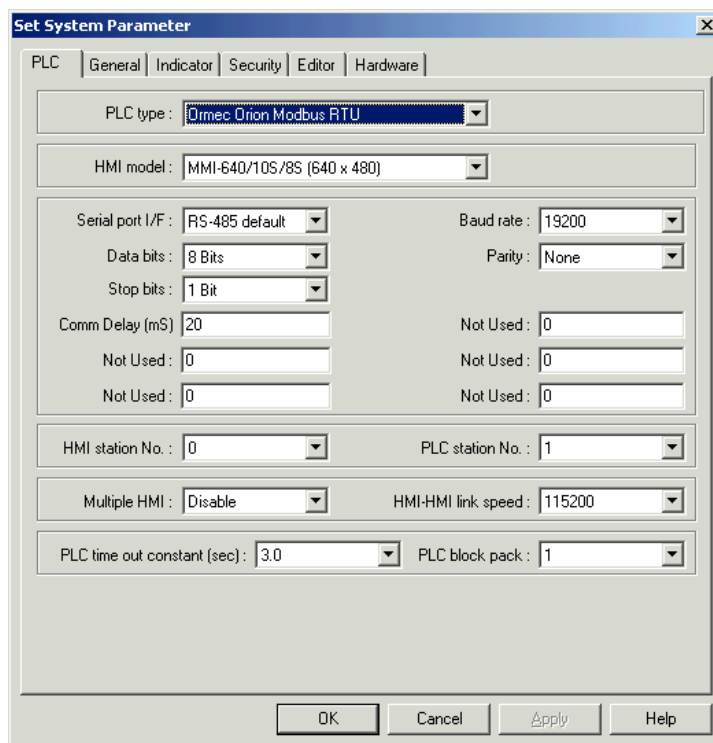 Set System Parameter
PLC General Indicator Security Editor Hardware
PLC type : Ormec Orion Modbus RTU
HMI model : MMI-640/10S/8S (640 x 480)
Serial port I/F : RS-485 default Baud rate : 19200
Data bits : 8 Bits Parity : None
Stop bits : 1 Bit
Comm Delay (mS) 20 Not Used : 0
Not Used : 0 Not Used : 0
Not Used : 0 Not Used : 0
HMI station No. : 0 PLC station No. : 1
Multiple HMI : Disable HMI-HMI link speed : 115200
PLC time out constant (sec) : 3.0 PLC block pack : 1
OK Cancel Apply Help